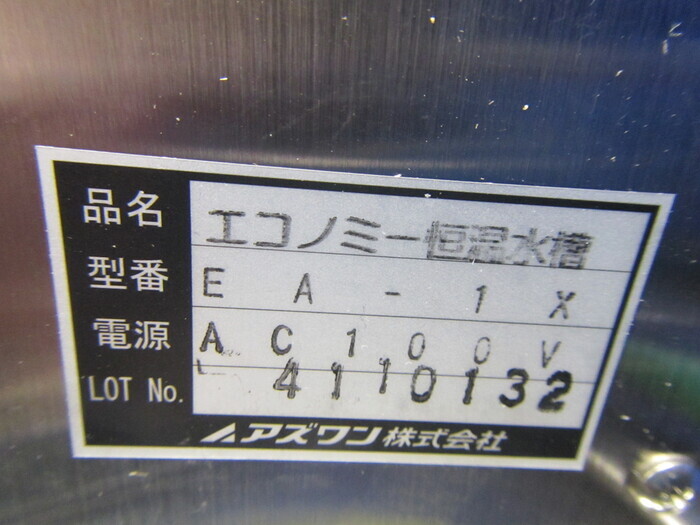 品名 エコノミー恒温水槽
型番 EA-1X
電源 AC100V
LOT No. 4110132
アズワン株式会社